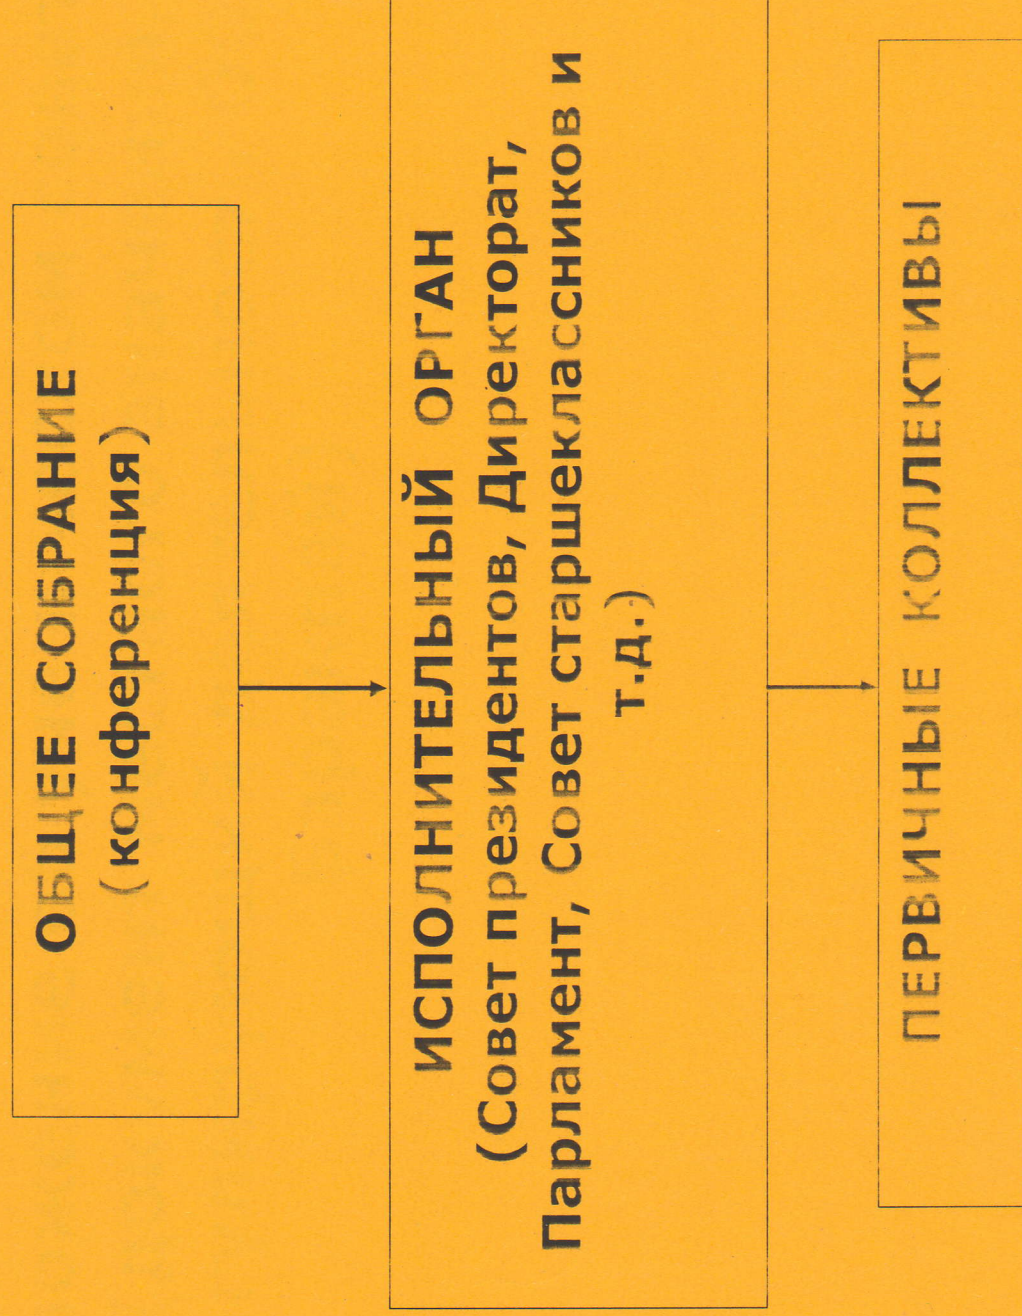 ОБЩЕЕ СОБРАНИЕ
(конференция)
ИСПОЛНИТЕЛЬНЫЙ ОРГАН
(Совет президентов, Директорат,
Парламент, Совет старшеклассников и
т.д.)
ПЕРВИЧНЫЕ КОЛЛЕКТИВЫ